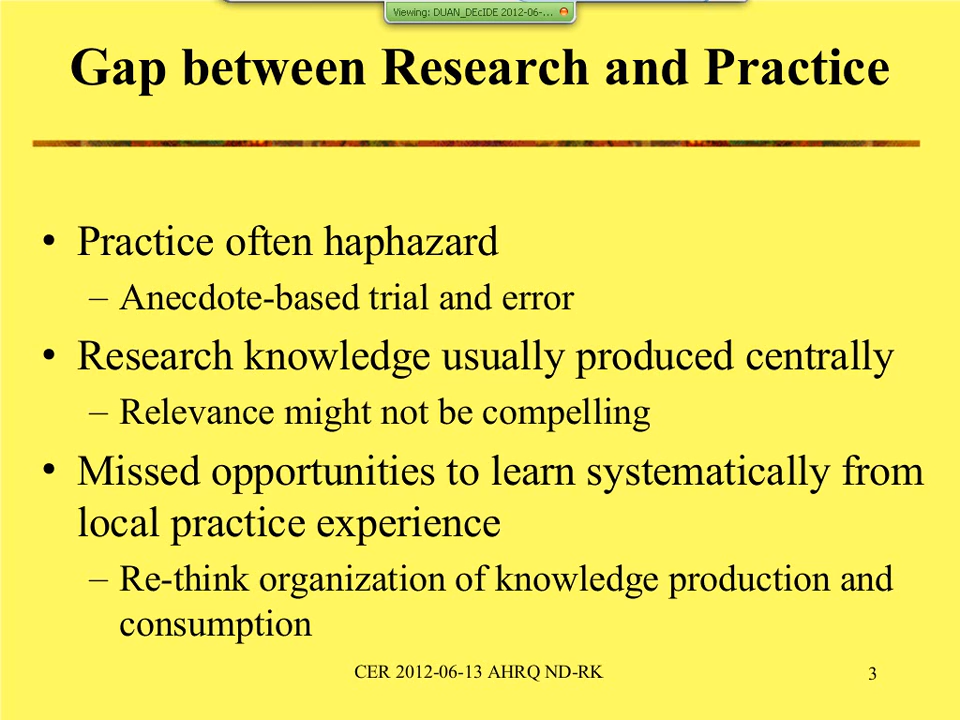 Viewing: DUAN_DEcIDE 2012-06-...
Gap between Research and Practice
• Practice often haphazard
– Anecdote-based trial and error
• Research knowledge usually produced centrally
– Relevance might not be compelling
• Missed opportunities to learn systematically from
local practice experience
– Re-think organization of knowledge production and
consumption
CER 2012-06-13 AHRQ ND-RK
3